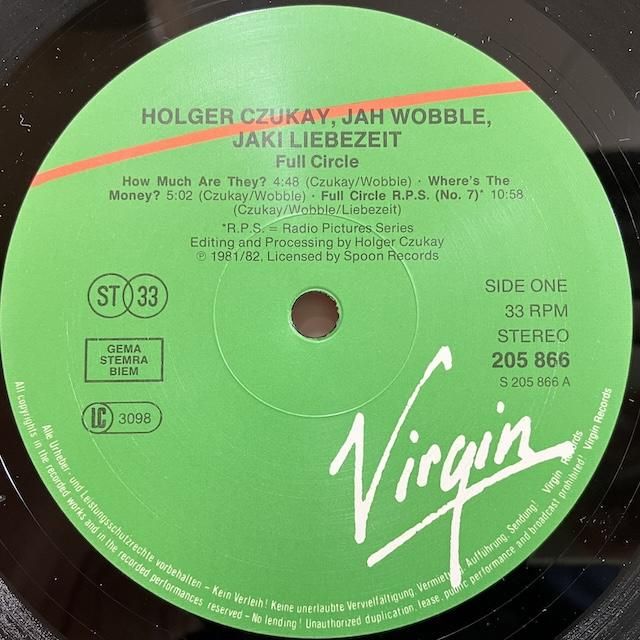 HOLGER CZUKAY, JAH WOBBLE,
JAKI LIEBEZEIT
Full Circle
How Much Are They? 4:48 (Czukay/Wobble) · Where's The
Money? 5:02 (Czukay/Wobble) · Full Circle R.P.S. (No. 7)* 10:58
(Czukay/Wobble/Liebezeit)
*R.P.S. = Radio Pictures Series
Editing and Processing by Holger Czukay
℗ 1981/82, Licensed by Spoon Records
ST 33
GEMA
STEMRA
BIEM
LC 3098
SIDE ONE
33 RPM
STEREO
205 866
S 205 866 A
Virgin
Alle Urheber- und Leistungsschutzrechte vorbehalten – Kein Verleih! Keine unerlaubte Vervielfältigung, Vermietung, Aufführung, Sendung! Virgin Records
All copyrights in the recorded works and in the recorded performances reserved – No lending! Unauthorized duplication, lease, public performance and broadcast prohibited! Virgin Records